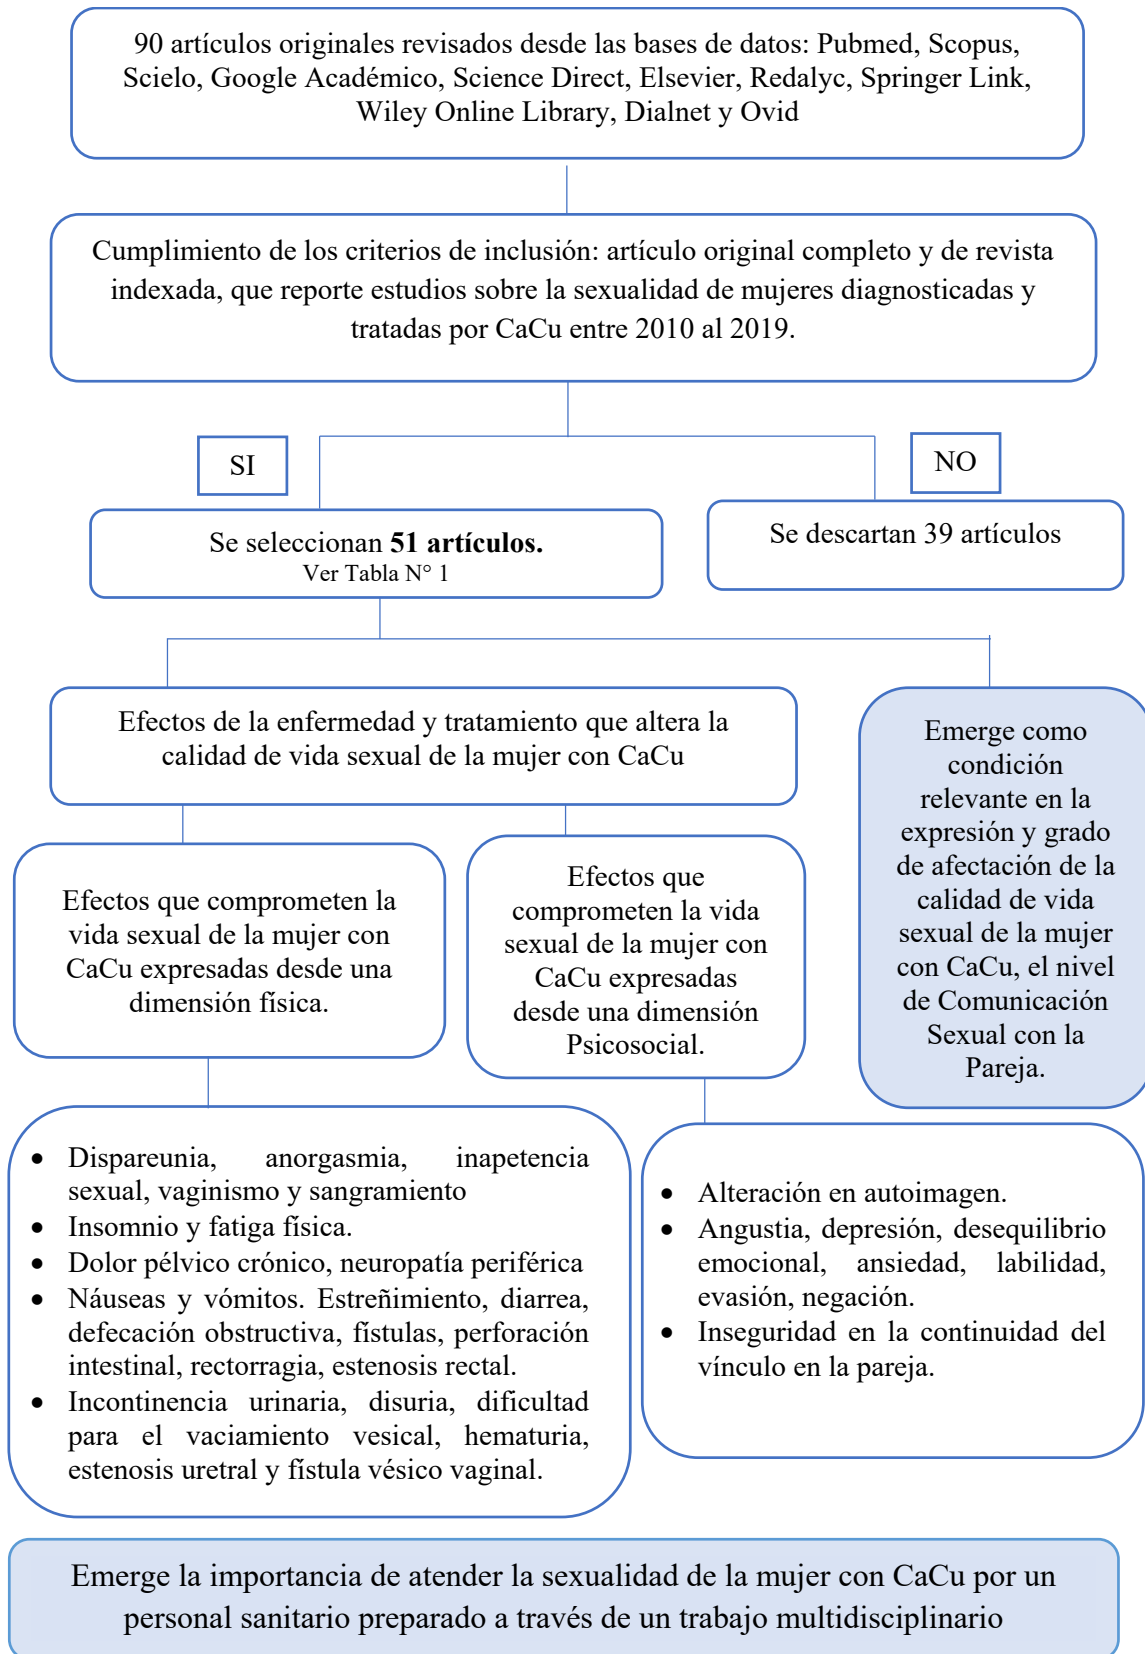 90 artículos originales revisados desde las bases de datos: Pubmed, Scopus,
Scielo, Google Académico, Science Direct, Elsevier, Redalyc, Springer Link,
Wiley Online Library, Dialnet y Ovid
Cumplimiento de los criterios de inclusión: artículo original completo y de revista
indexada, que reporte estudios sobre la sexualidad de mujeres diagnosticadas y
tratadas por CaCu entre 2010 al 2019.
SI
NO
Se seleccionan 51 artículos.
Ver Tabla N° 1
Se descartan 39 artículos
Efectos de la enfermedad y tratamiento que altera la
calidad de vida sexual de la mujer con CaCu
Emerge como
condición
relevante en la
expresión y grado
de afectación de la
calidad de vida
sexual de la mujer
con CaCu, el nivel
de Comunicación
Sexual con la
Pareja.
Efectos que comprometen la
vida sexual de la mujer con
CaCu expresadas desde una
dimensión física.
Efectos que
comprometen la vida
sexual de la mujer con
CaCu expresadas
desde una dimensión
Psicosocial.
• Dispareunia, anorgasmia, inapetencia
sexual, vaginismo y sangramiento
• Insomnio y fatiga física.
• Dolor pélvico crónico, neuropatía periférica
• Náuseas y vómitos. Estreñimiento, diarrea,
defecación obstructiva, fístulas, perforación
intestinal, rectorragia, estenosis rectal.
• Incontinencia urinaria, disuria, dificultad
para el vaciamiento vesical, hematuria,
estenosis uretral y fístula vésico vaginal.
• Alteración en autoimagen.
• Angustia, depresión, desequilibrio
emocional, ansiedad, labilidad,
evasión, negación.
• Inseguridad en la continuidad del
vínculo en la pareja.
Emerge la importancia de atender la sexualidad de la mujer con CaCu por un
personal sanitario preparado a través de un trabajo multidisciplinario